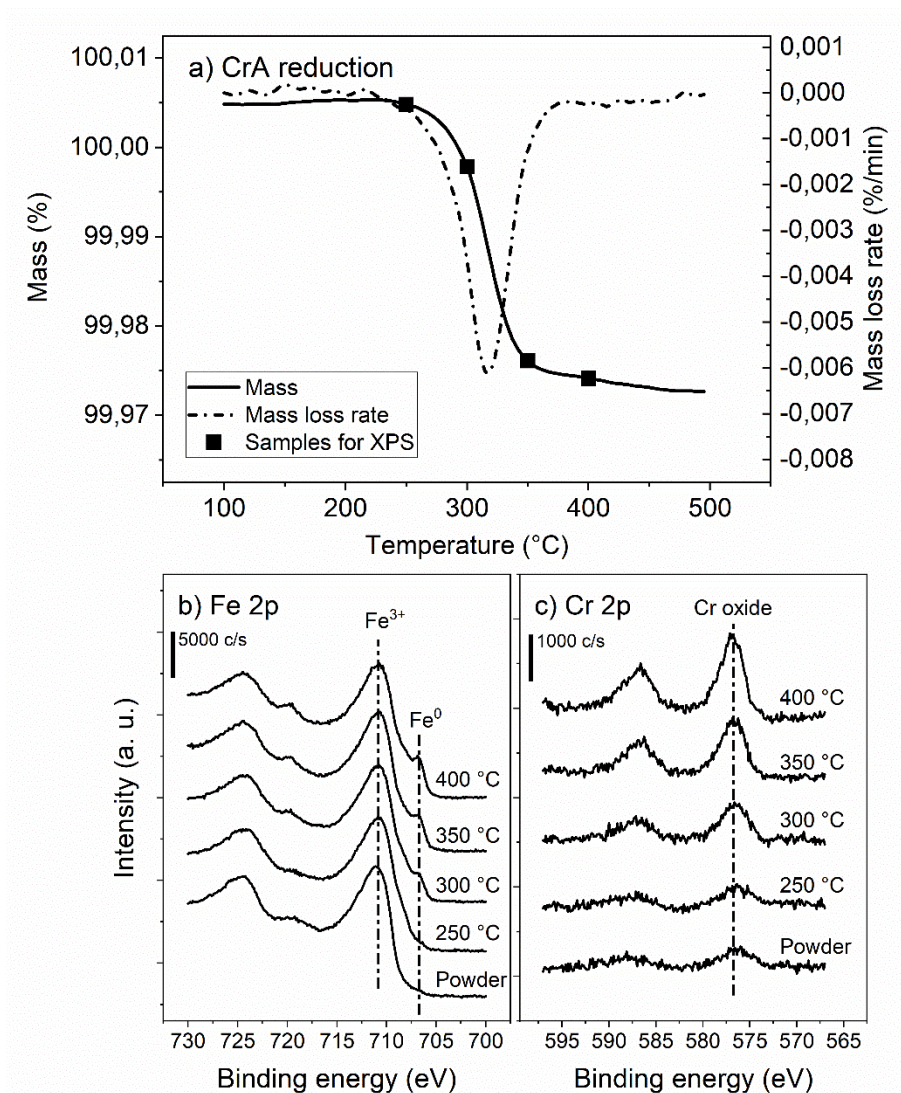 a) CrA reduction
100,01
100,00
99,99
99,98
99,97
Mass (%)
0,001
0,000
-0,001
-0,002
-0,003
-0,004
-0,005
-0,006
-0,007
-0,008
Mass loss rate (%/min)
Mass
Mass loss rate
Samples for XPS
100 200 300 400 500
Temperature (°C)
b) Fe 2p
5000 c/s
Fe³⁺
Fe⁰
400 °C
350 °C
300 °C
250 °C
Powder
Intensity (a. u.)
730 725 720 715 710 705 700
Binding energy (eV)
c) Cr 2p
1000 c/s
Cr oxide
400 °C
350 °C
300 °C
250 °C
Powder
595 590 585 580 575 570 565
Binding energy (eV)